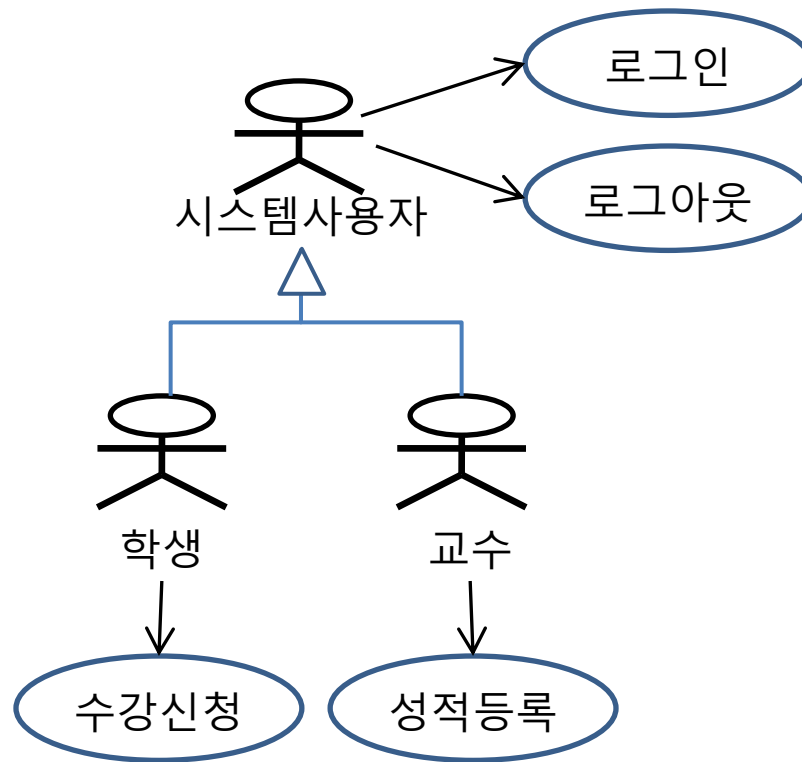 로그인
로그아웃
시스템사용자
학생
교수
수강신청
성적등록